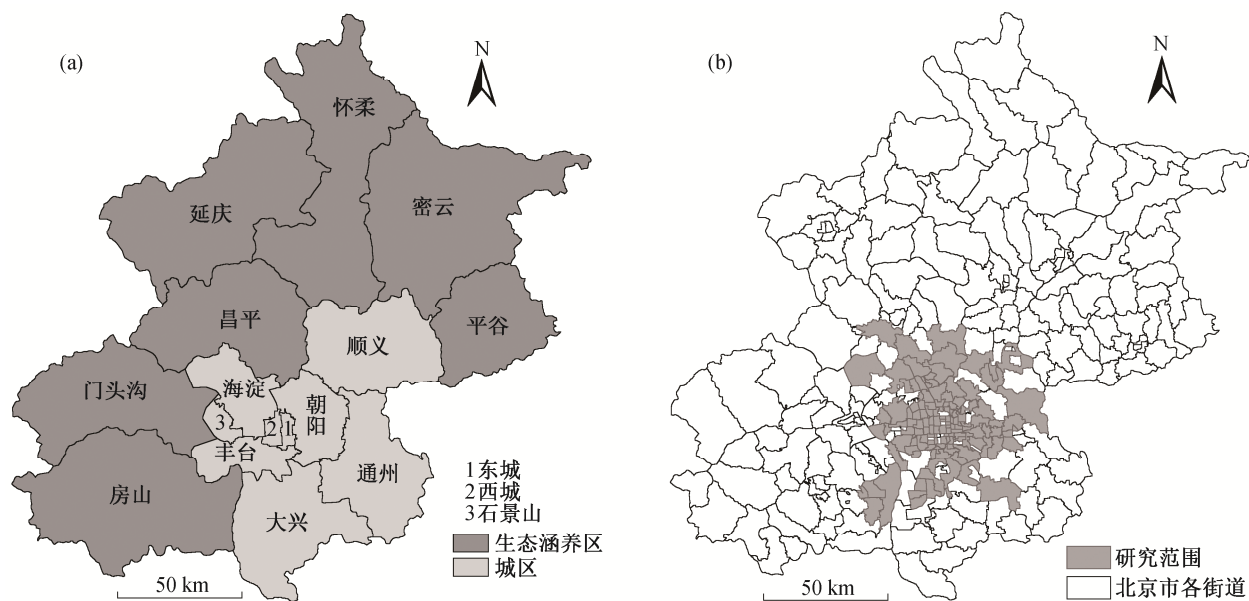 (a)
N
怀柔
延庆
密云
昌平
平谷
顺义
门头沟
海淀
朝阳
3
2
1
丰台
通州
房山
大兴
1东城
2西城
3石景山
生态涵养区
城区
50 km
(b)
N
研究范围
北京市各街道
50 km